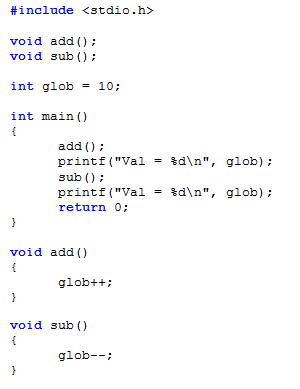 #include <stdio.h>
void add();
void sub();
int glob = 10;
int main()
{
add();
printf("Val = %d\n", glob);
sub();
printf("Val = %d\n", glob);
return 0;
}
void add()
{
glob++;
}
void sub()
{
glob--;
}